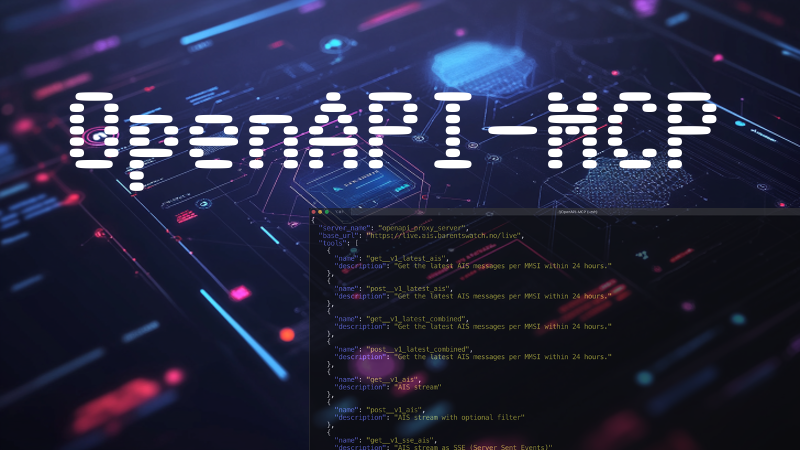 OpenAPI-MCP
{
"server_name": "openapi_proxy_server",
"base_url": "https://live.ais.barentswatch.no/live",
"tools": [
{
"name": "get__v1_latest_ais",
"description": "Get the latest AIS messages per MMSI within 24 hours."
},
{
"name": "post__v1_latest_ais",
"description": "Get the latest AIS messages per MMSI within 24 hours."
},
{
"name": "get__v1_latest_combined",
"description": "Get the latest AIS messages per MMSI within 24 hours."
},
{
"name": "post__v1_latest_combined",
"description": "Get the latest AIS messages per MMSI within 24 hours."
},
{
"name": "get__v1_ais",
"description": "AIS stream"
},
{
"name": "post__v1_ais",
"description": "AIS stream with optional filter"
},
{
"name": "get__v1_sse_ais",
"description": "AIS stream as SSE (Server Sent Events)"